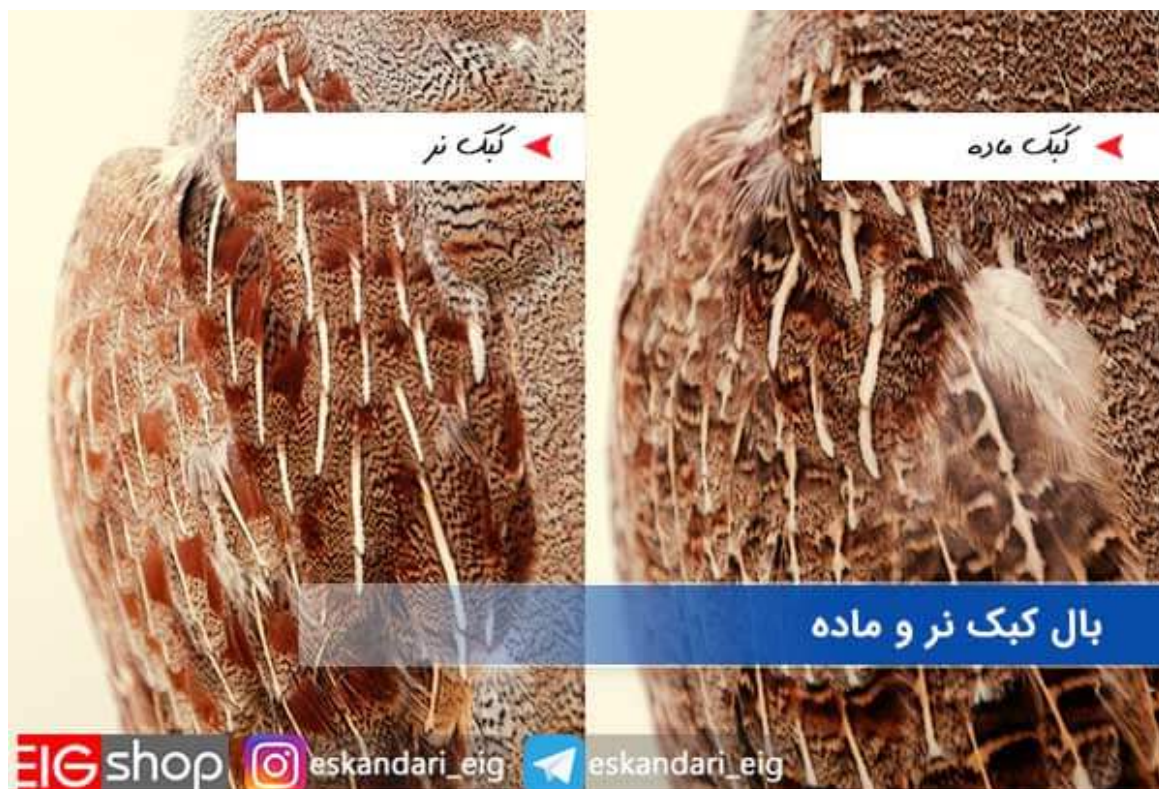 کبک ماده
کبک نر
بال کبک نر و ماده
EIG shop
eskandari_eig
eskandari_eig